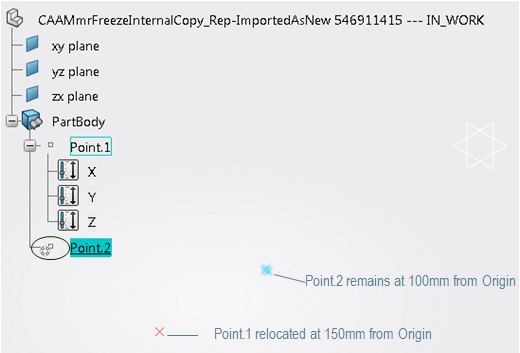 CAAMmrFreezeInternalCopy_Rep-ImportedAsNew 546911415 --- IN_WORK
xy plane
yz plane
zx plane
PartBody
Point.1
X
Y
Z
Point.2
Point.2 remains at 100mm from Origin
Point.1 relocated at 150mm from Origin